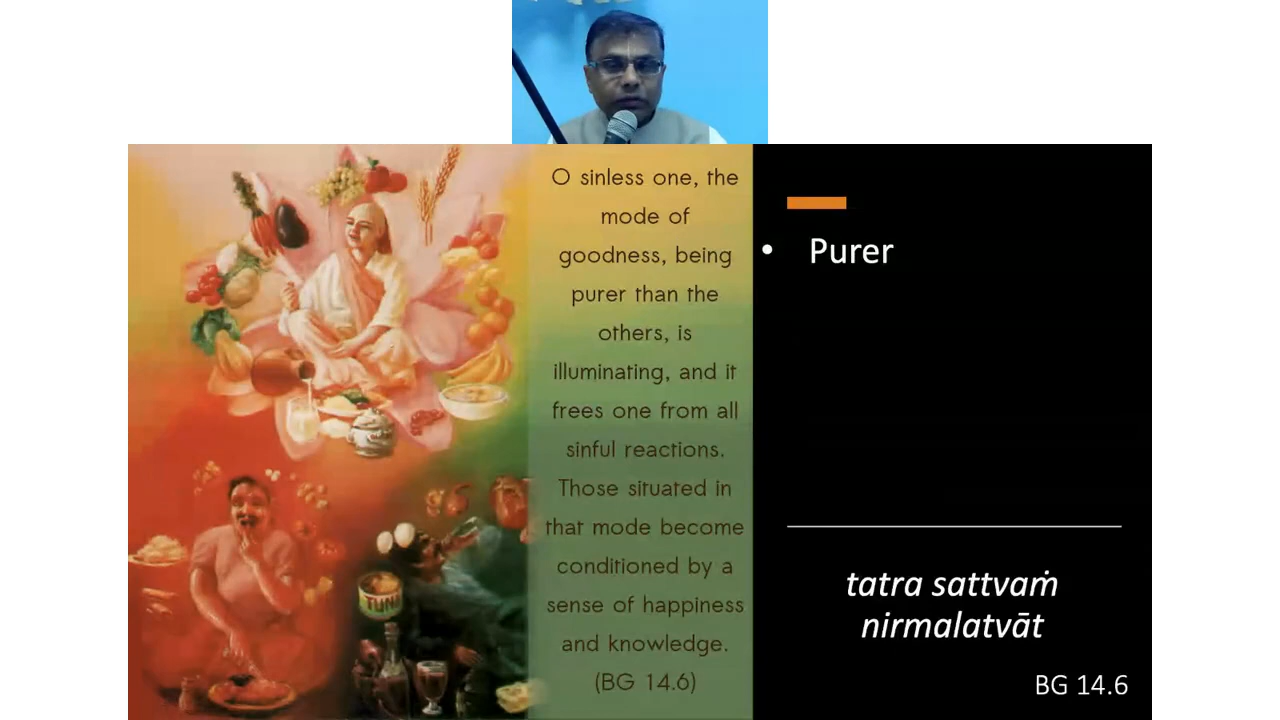 O sinless one, the
mode of
goodness, being
purer than the
others, is
illuminating, and it
frees one from all
sinful reactions.
Those situated in
that mode become
conditioned by a
sense of happiness
and knowledge.
(BG 14.6)
TUNA
• Purer
tatra sattvaṁ
nirmalatvāt
BG 14.6